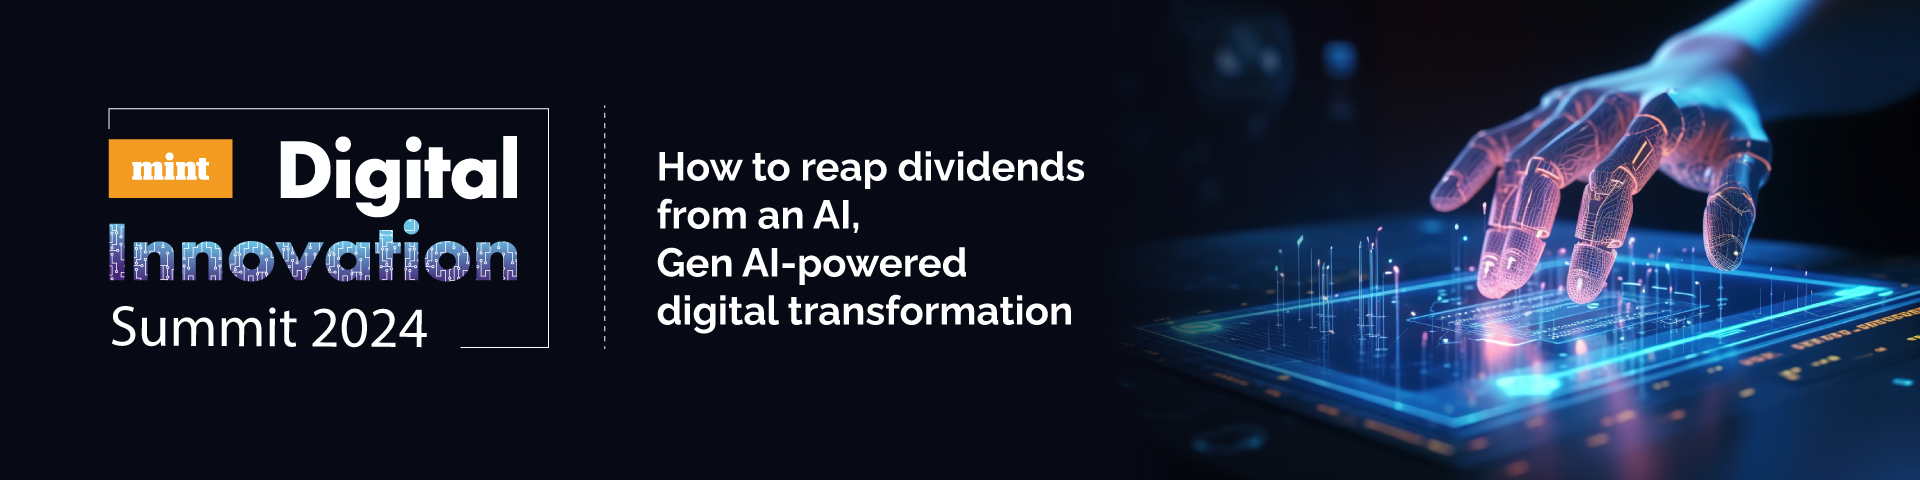 mint Digital
Innovation
Summit 2024
How to reap dividends
from an AI,
Gen AI-powered
digital transformation